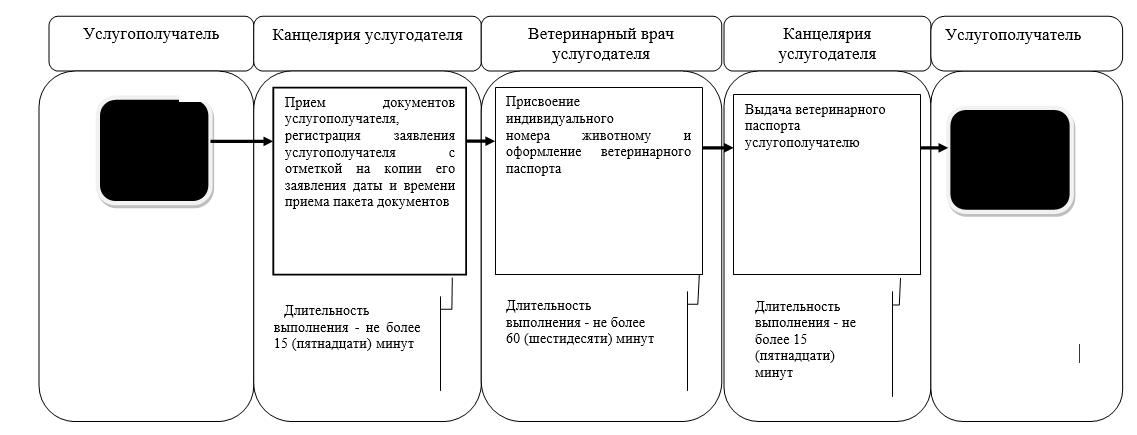 Услугополучатель
Канцелярия услугодателя
Ветеринарный врач
услугодателя
Канцелярия
услугодателя
Услугополучатель
Прием документов
услугополучателя,
регистрация заявления
услугополучателя с
отметкой на копии его
заявления даты и времени
приема пакета документов
Присвоение
индивидуального
номера животному и
оформление ветеринарного
паспорта
Выдача ветеринарного
паспорта
услугополучателю
Длительность
выполнения - не более
15 (пятнадцати) минут
Длительность
выполнения - не более
60 (шестидесяти) минут
Длительность
выполнения - не
более 15
(пятнадцати)
минут